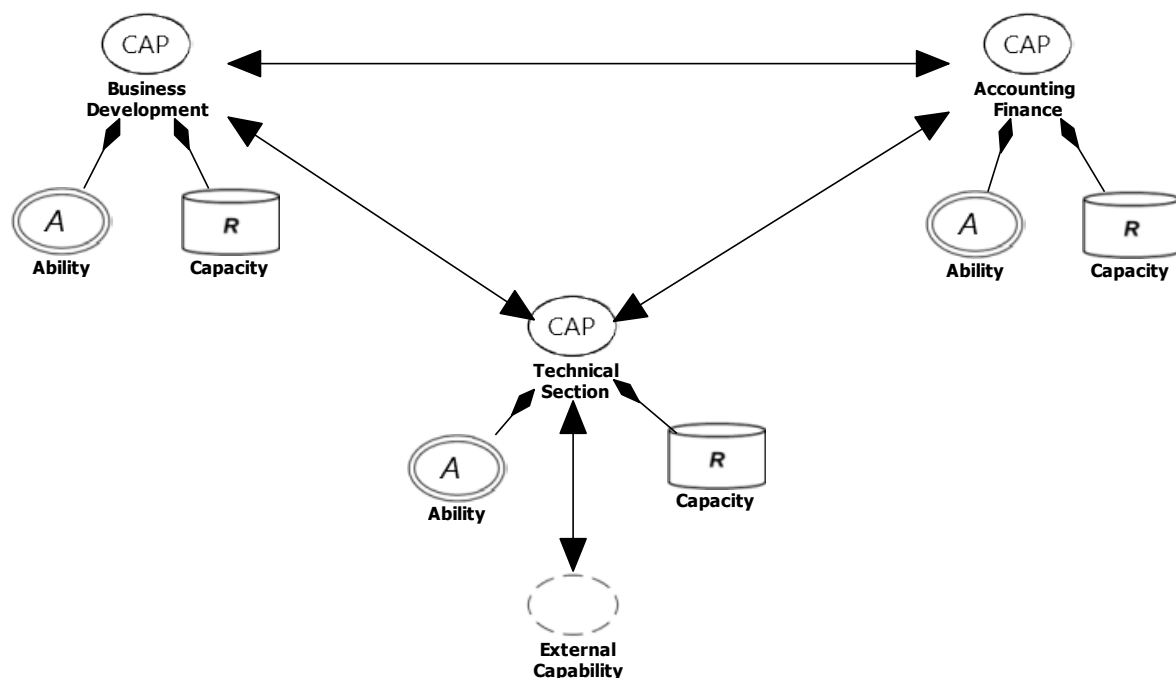 CAP
Business
Development
A
Ability
R
Capacity
CAP
Accounting
Finance
A
Ability
R
Capacity
CAP
Technical
Section
A
Ability
R
Capacity
External
Capability